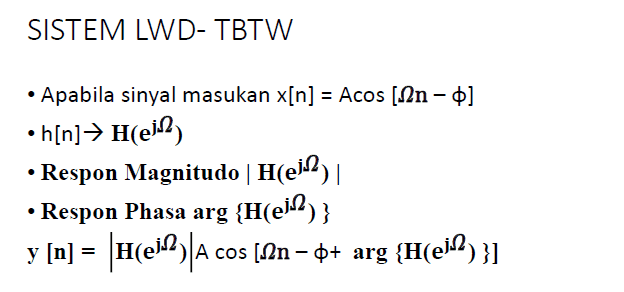 SISTEM LWD- TBTW
• Apabila sinyal masukan x[n] = Acos [Ωn – ϕ]
• h[n]→ H(e^jΩ)
• Respon Magnitudo | H(e^jΩ) |
• Respon Phasa arg {H(e^jΩ) }
y [n] = |H(e^jΩ)|A cos [Ωn – ϕ+ arg {H(e^jΩ) }]